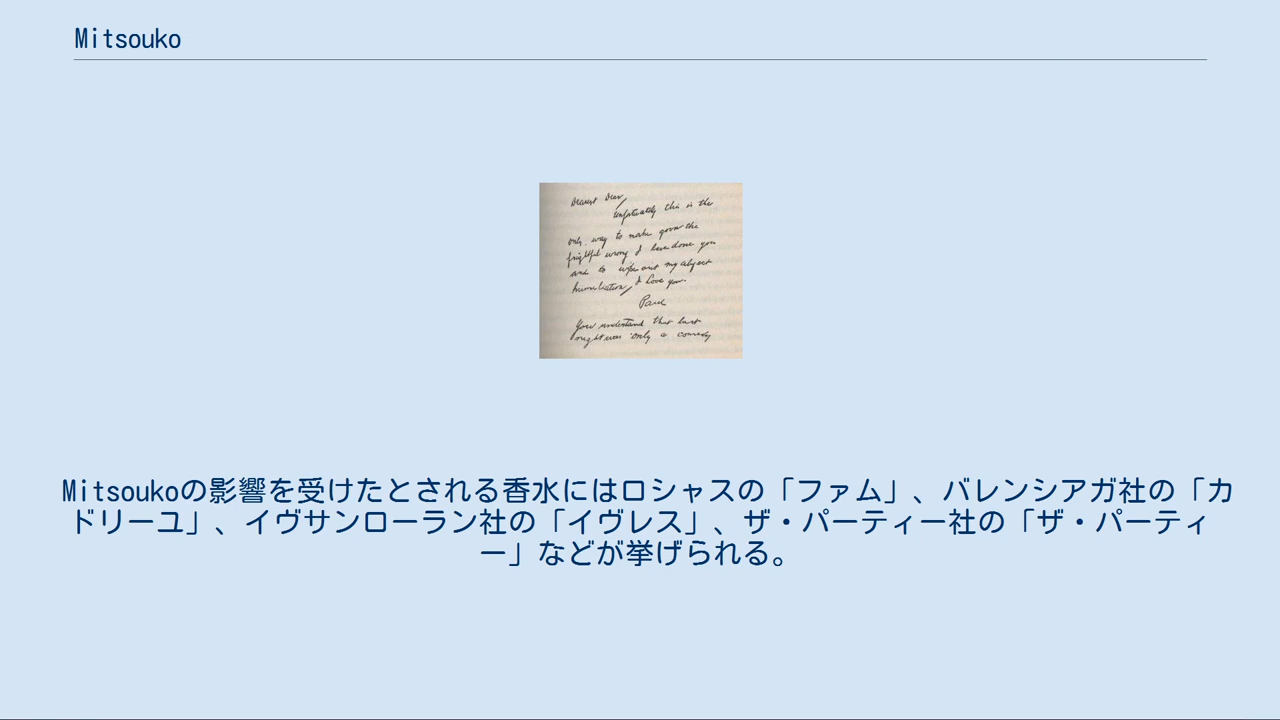 Mitsouko
Dearest Dear,
Unfortunately this is the
only way to make good the
frightful wrong I have done you
and to wipe out my abject
humiliation, I love you.
Paul
You understand that last
night was only a comedy
Mitsoukoの影響を受けたとされる香水にはロシャスの「ファム」、バレンシアガ社の「カ
ドリーユ」、イヴサンローラン社の「イヴレス」、ザ・パーティー社の「ザ・パーティ
ー」などが挙げられる。